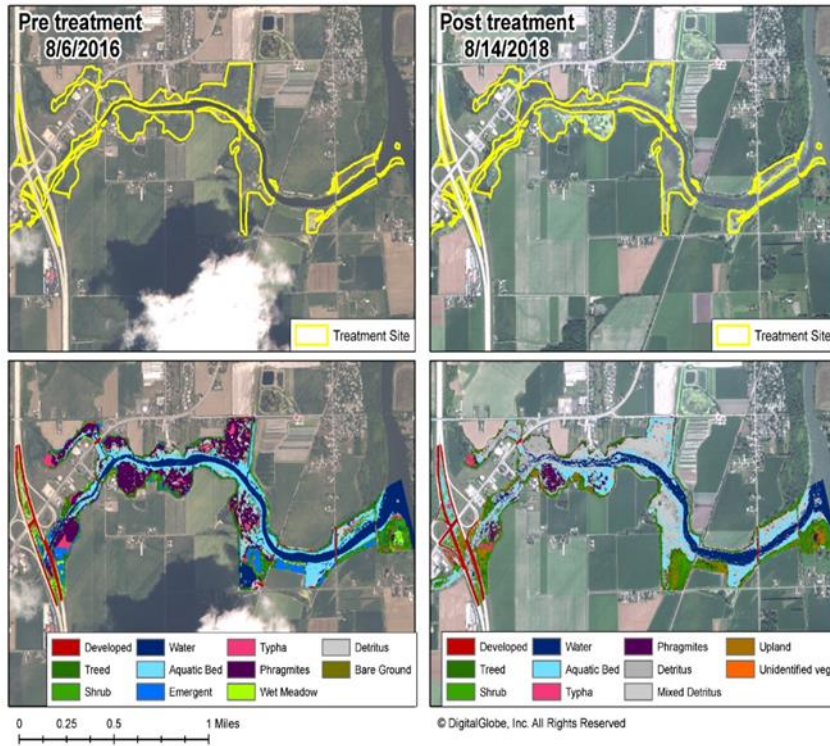 Pre treatment
8/6/2016
Treatment Site
Post treatment
8/14/2018
Treatment Site
Developed
Water
Typha
Detritus
Treed
Aquatic Bed
Phragmites
Bare Ground
Shrub
Emergent
Wet Meadow
Developed
Water
Phragmites
Upland
Treed
Aquatic Bed
Detritus
Unidentified veg
Shrub
Typha
Mixed Detritus
0 0.25 0.5 1 Miles
© DigitalGlobe, Inc. All Rights Reserved